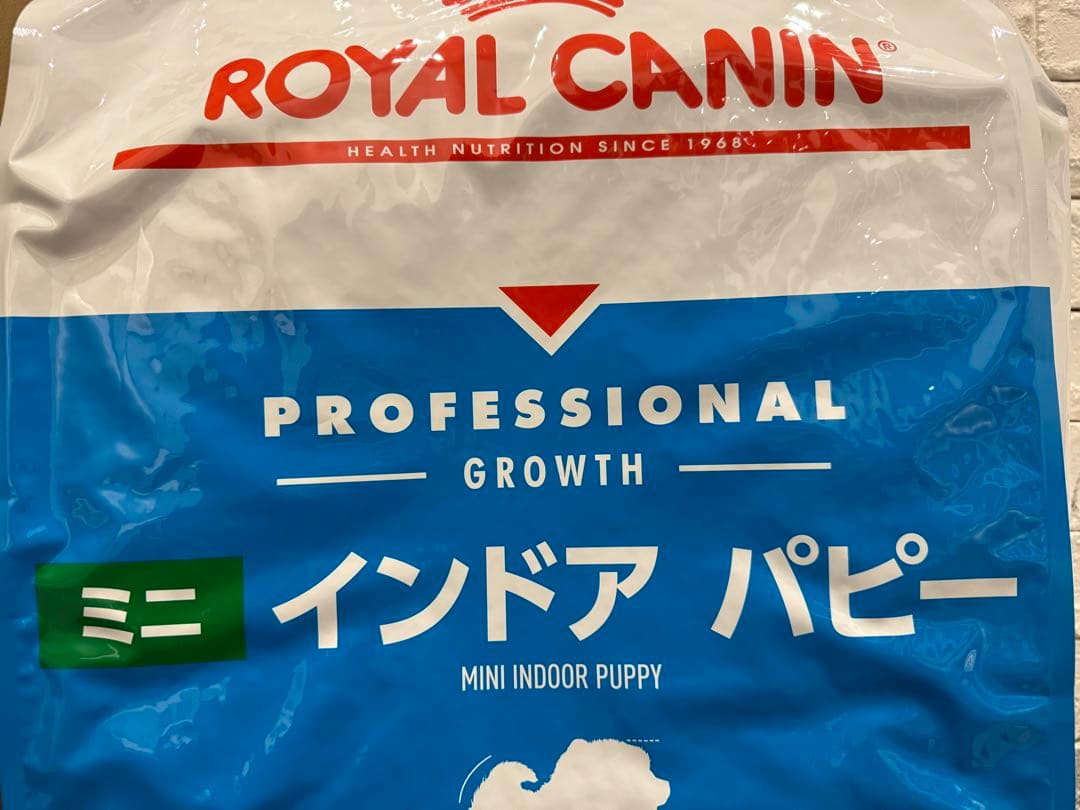 ROYAL CANIN®
HEALTH NUTRITION SINCE 1968
PROFESSIONAL
GROWTH
ミニ インドア パピー
MINI INDOOR PUPPY